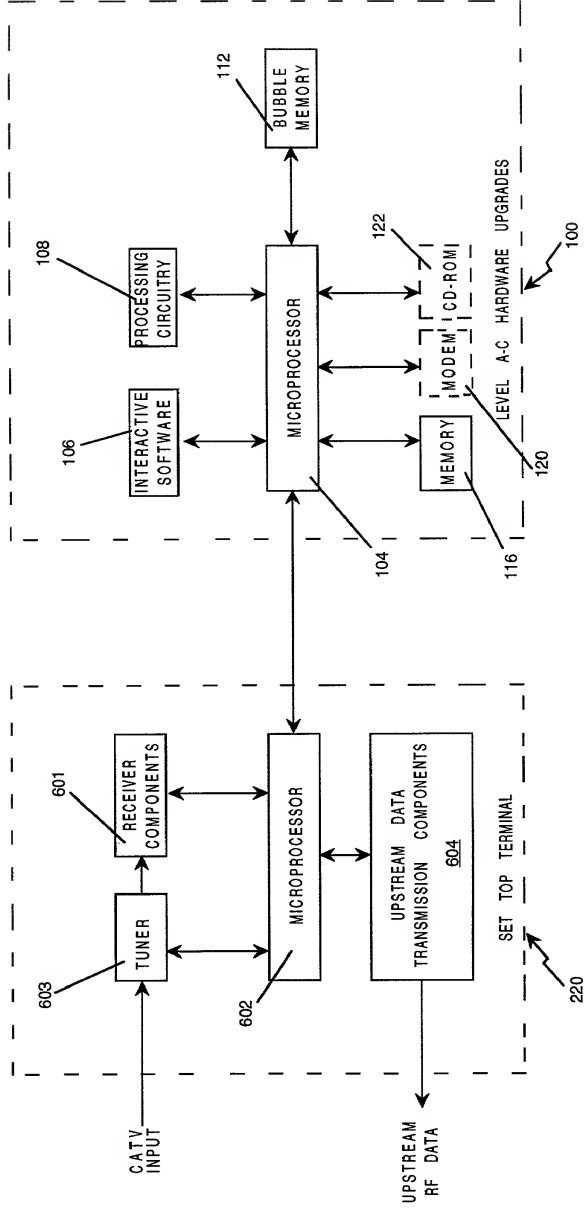 CATV
INPUT
603
TUNER
601
RECEIVER
COMPONENTS
602
MICROPROCESSOR
UPSTREAM DATA
TRANSMISSION COMPONENTS
604
UPSTREAM
RF DATA
SET TOP TERMINAL
220
106
INTERACTIVE
SOFTWARE
108
PROCESSING
CIRCUITRY
104
MICROPROCESSOR
112
BUBBLE
MEMORY
116
MEMORY
120
MODEM
122
CD-ROM
LEVEL A-C HARDWARE UPGRADES
100